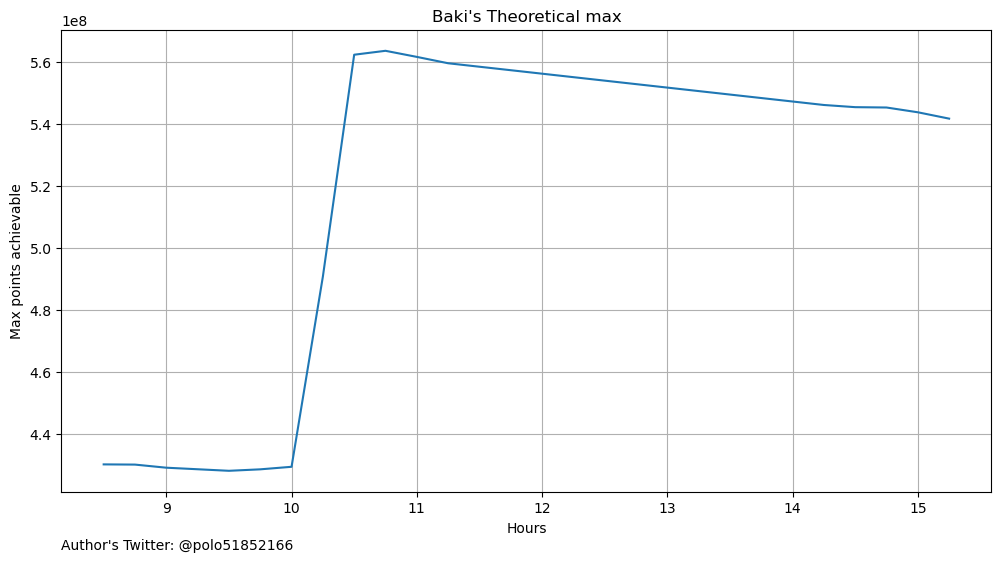 Baki's Theoretical max
1e8
5.6
5.4
5.2
5.0
4.8
4.6
4.4
Max points achievable
9 10 11 12 13 14 15
Hours
Author's Twitter: @polo51852166